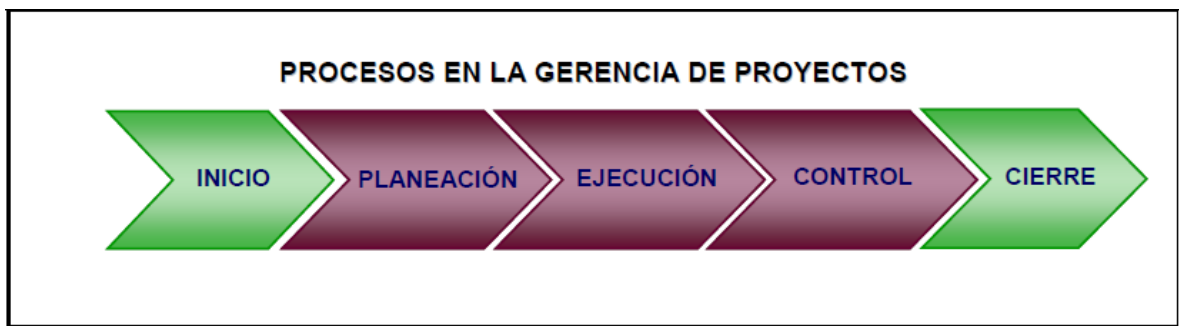 PROCESOS EN LA GERENCIA DE PROYECTOS
INICIO
PLANEACIÓN
EJECUCIÓN
CONTROL
CIERRE